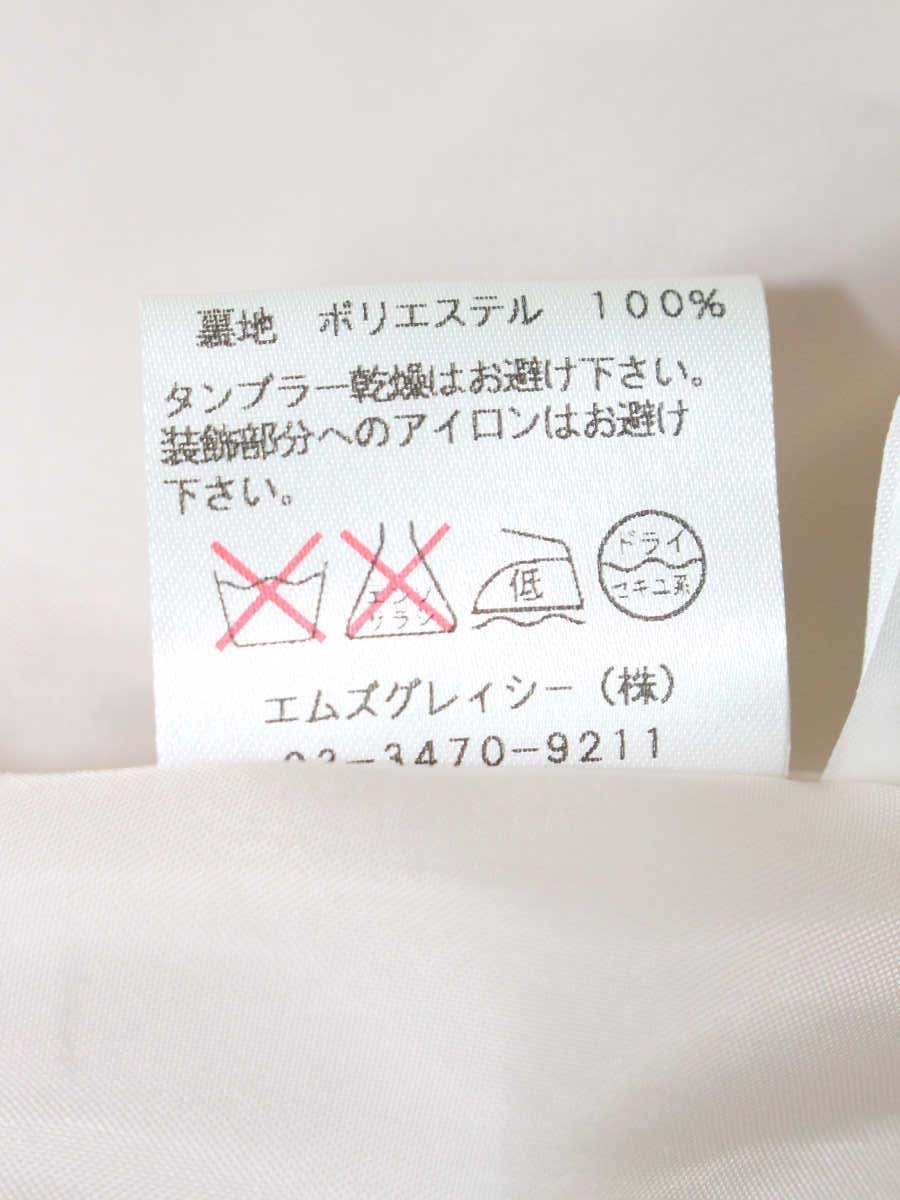 裏地 ポリエステル 100%
タンブラー乾燥はお避け下さい。
装飾部分へのアイロンはお避け
下さい。
エンソ
サラシ
低
ドライ
セキユ系
エムズグレイシー(株)
03-3470-9211